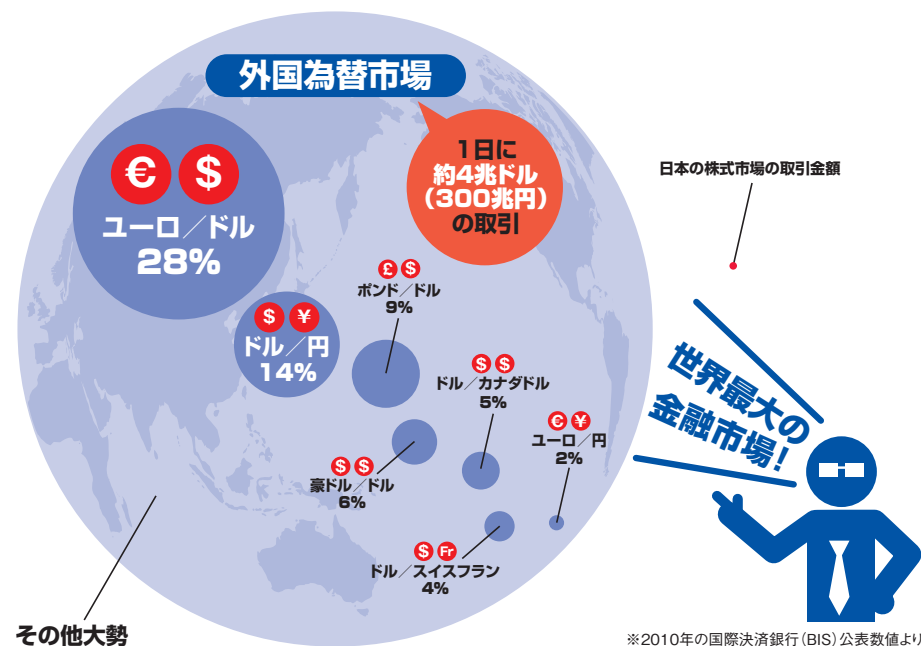 外国為替市場
1日に
約4兆ドル
（300兆円）
の取引
日本の株式市場の取引金額
€ $
ユーロ／ドル
28%
£ $
ポンド／ドル
9%
$ ¥
ドル／円
14%
$ $
ドル／カナダドル
5%
世界最大の
金融市場！
€ ¥
ユーロ／円
2%
$ $
豪ドル／ドル
6%
$ Fr
ドル／スイスフラン
4%
その他大勢
※2010年の国際決済銀行（BIS）公表数値より